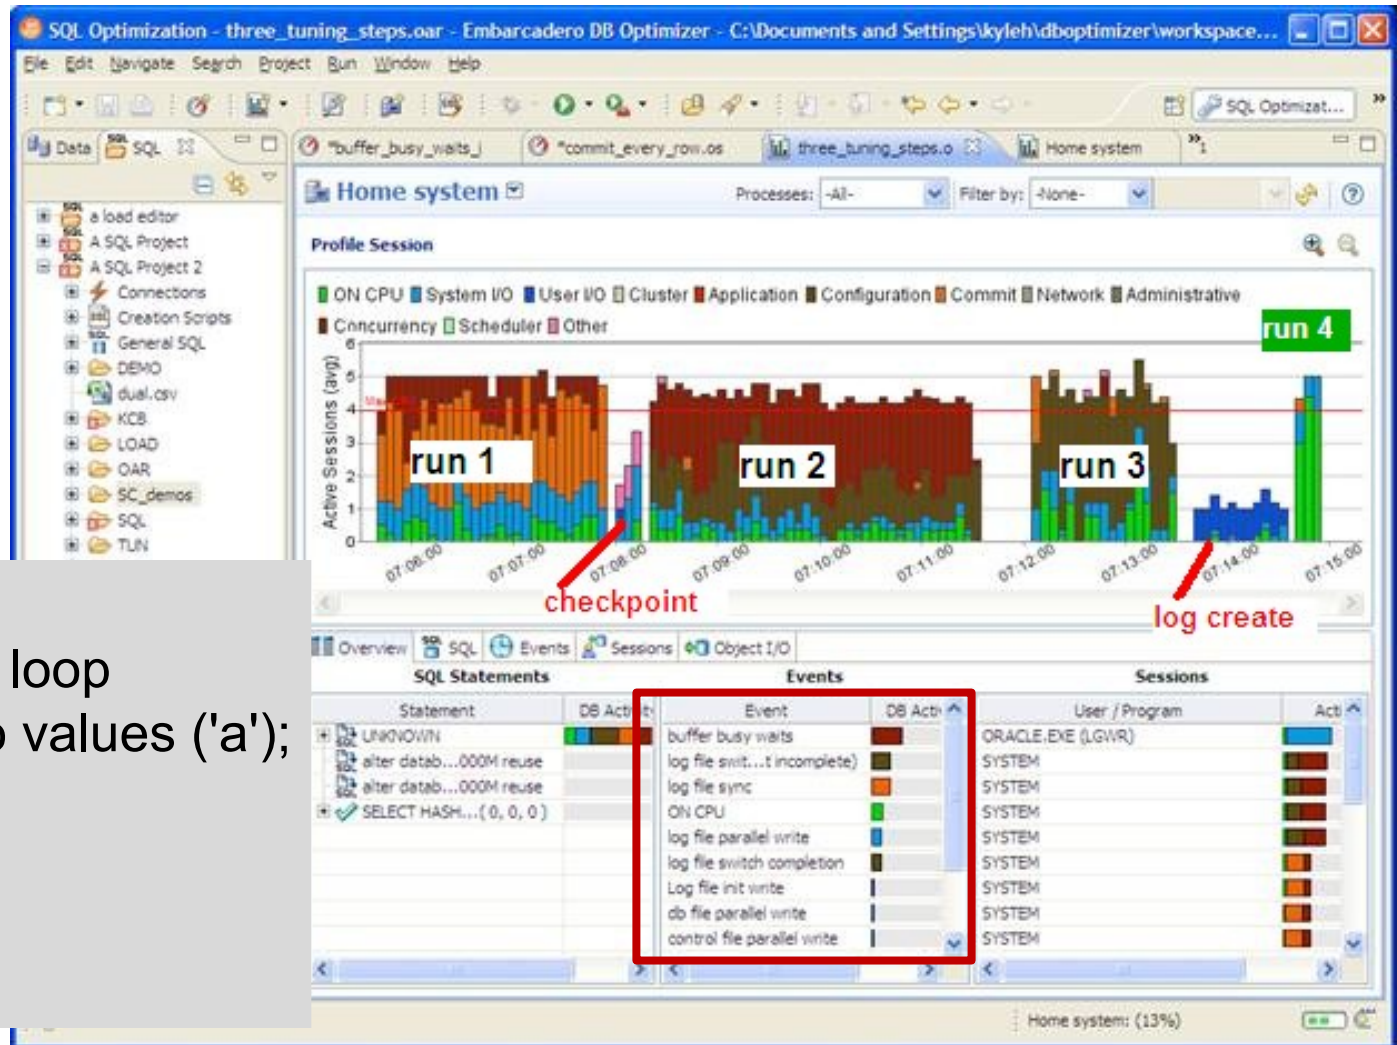 SQL Optimization - three_tuning_steps.oar - Embarcadero DB Optimizer - C:\Documents and Settings\kyleh\dboptimizer\workspace...
File Edit Navigate Search Project Run Window Help
SQL Optimizat...
Data SQL
*buffer_busy_waits_j
*commit_every_row.os
three_tuning_steps.o
Home system
1
a load editor
A SQL Project
A SQL Project 2
Connections
Creation Scripts
General SQL
DEMO
dual.csv
KCB
LOAD
OAR
SC_demos
SQL
TUN
Home system
Processes: -All-
Filter by: -None-
Profile Session
ON CPU System I/O User I/O Cluster Application Configuration Commit Network Administrative
Concurrency Scheduler Other
run 4
Active Sessions (avg)
6
5
4
3
2
1
0
run 1
run 2
run 3
07:06:00 07:07:00 07:08:00 07:09:00 07:10:00 07:11:00 07:12:00 07:13:00 07:14:00 07:15:00
checkpoint
log create
loop
values ('a');
Overview SQL Events Sessions Object I/O
SQL Statements
Statement DB Activity
UNKNOWN
alter datab...000M reuse
alter datab...000M reuse
SELECT HASH...( 0, 0, 0 )
Events
Event DB Activ
buffer busy waits
log file swit...t incomplete)
log file sync
ON CPU
log file parallel write
log file switch completion
Log file init write
db file parallel write
control file parallel write
Sessions
User / Program Acti
ORACLE.EXE (LGWR)
SYSTEM
SYSTEM
SYSTEM
SYSTEM
SYSTEM
SYSTEM
SYSTEM
SYSTEM
Home system: (13%)